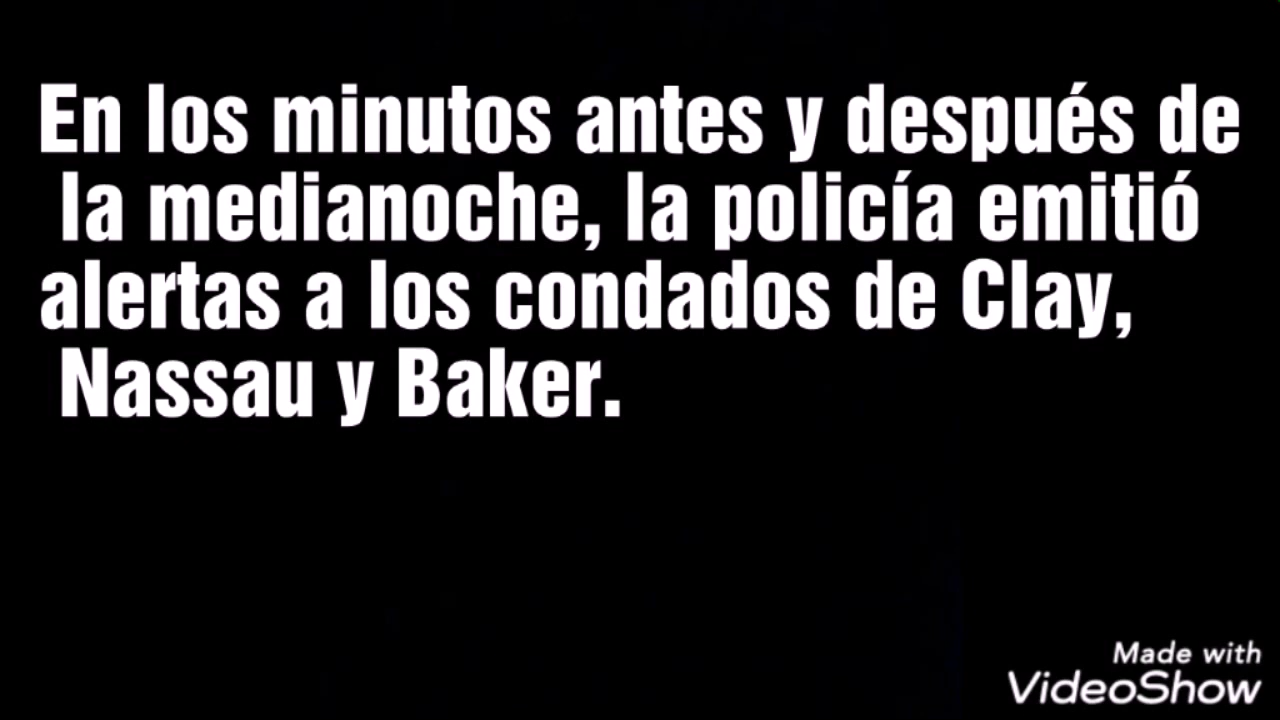 En los minutos antes y después de
la medianoche, la policía emitió
alertas a los condados de Clay,
Nassau y Baker.
Made with
VideoShow